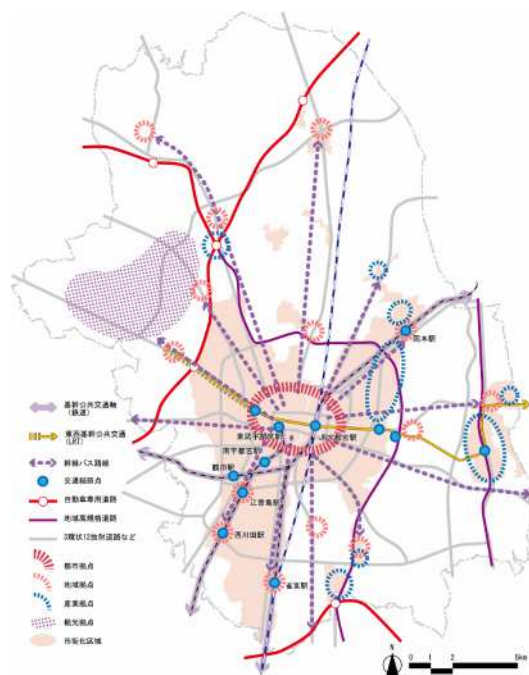 岡本駅
東武宇都宮駅
JR宇都宮駅
南宇都宮駅
鶴田駅
江曽島駅
西川田駅
雀宮駅
基幹公共交通軸
(鉄道)
東西基幹公共交通
(LRT)
幹線バス路線
交通結節点
自動車専用道路
地域高規格道路
3環状12放射道路など
都市拠点
地域拠点
産業拠点
観光拠点
市街化区域
0 1 2 5km